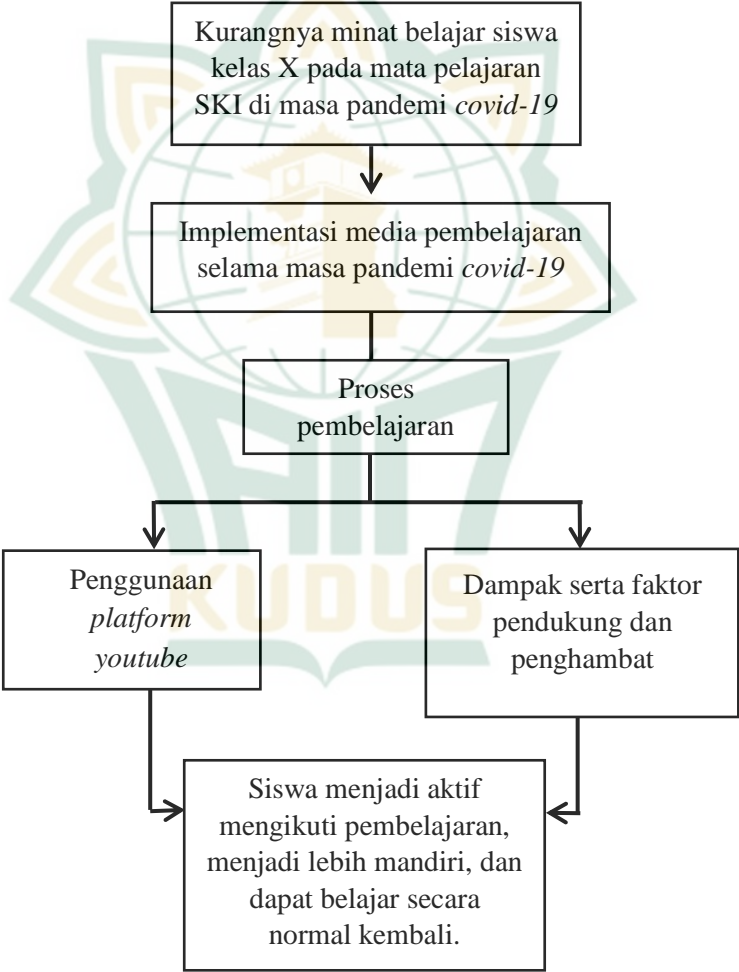 Kurangnya minat belajar siswa
kelas X pada mata pelajaran
SKI di masa pandemi covid-19
Implementasi media pembelajaran
selama masa pandemi covid-19
Proses
pembelajaran
Penggunaan
platform
youtube
Dampak serta faktor
pendukung dan
penghambat
Siswa menjadi aktif
mengikuti pembelajaran,
menjadi lebih mandiri, dan
dapat belajar secara
normal kembali.
IAIN
KUDUS